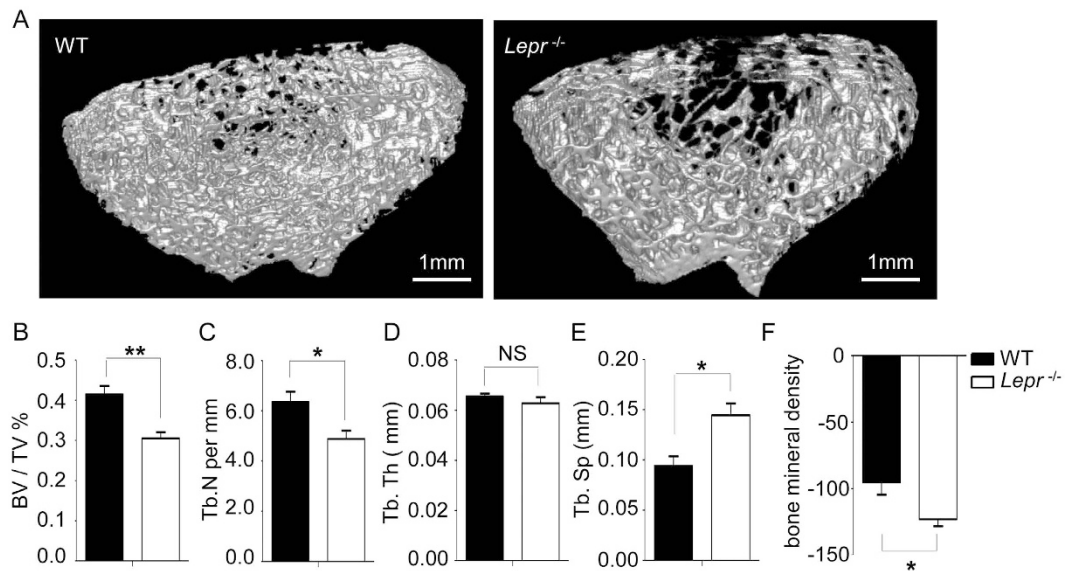 A
WT
1mm
Lepr -/-
1mm
B
BV / TV %
0.5
0.4
0.3
0.2
0.1
0.0
**
C
Tb.N per mm
8.0
6.0
4.0
2.0
0.0
*
D
Tb. Th ( mm)
0.08
0.06
0.04
0.02
0.00
NS
E
Tb. Sp (mm)
0.20
0.15
0.10
0.05
0.00
*
F
bone mineral density
0
-50
-100
-150
*
WT
Lepr -/-